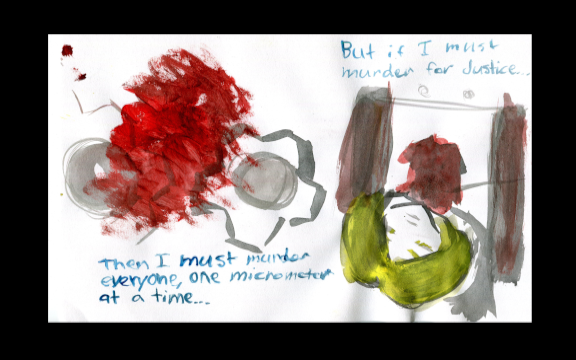 But if I must
murder for Justice...
Then I must murder
everyone, one micrometer
at a time...